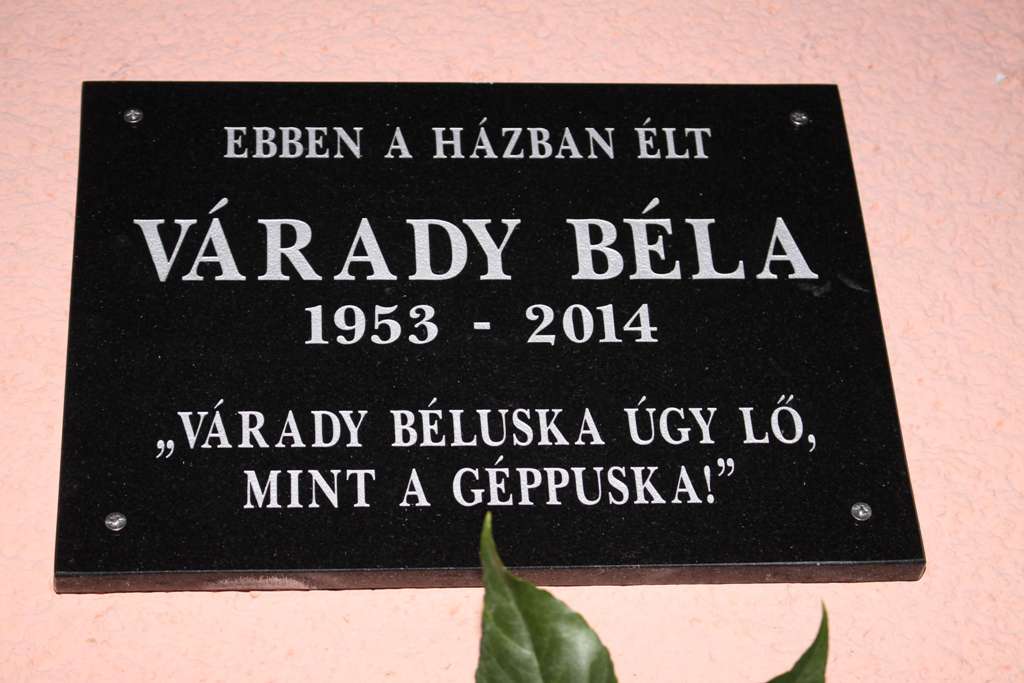 EBBEN A HÁZBAN ÉLT
VÁRADY BÉLA
1953 - 2014
„VÁRADY BÉLUSKA ÚGY LŐ,
MINT A GÉPPUSKA!”